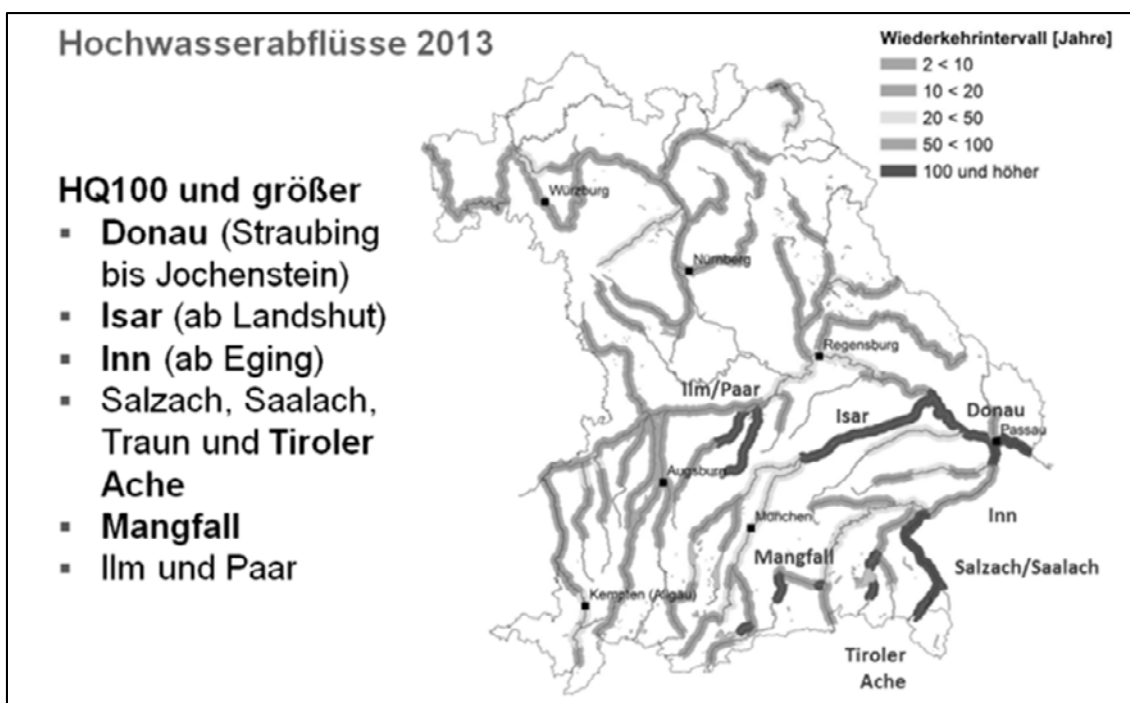 Hochwasserabflüsse 2013
Wiederkehrintervall [Jahre]
2 < 10
10 < 20
20 < 50
50 < 100
100 und höher
HQ100 und größer
▪ Donau (Straubing
bis Jochenstein)
▪ Isar (ab Landshut)
▪ Inn (ab Eging)
▪ Salzach, Saalach,
Traun und Tiroler
Ache
▪ Mangfall
▪ Ilm und Paar
Würzburg
Nürnberg
Regensburg
Ilm/Paar
Isar
Donau
Passau
Augsburg
München
Inn
Mangfall
Salzach/Saalach
Kempten (Allgäu)
Tiroler
Ache